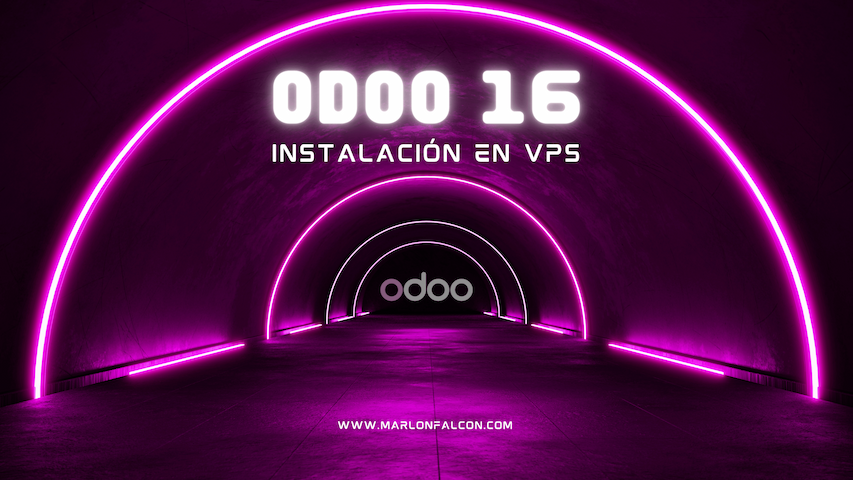 ODOO 16
INSTALACIÓN EN VPS
odoo
WWW.MARLONFALCON.COM